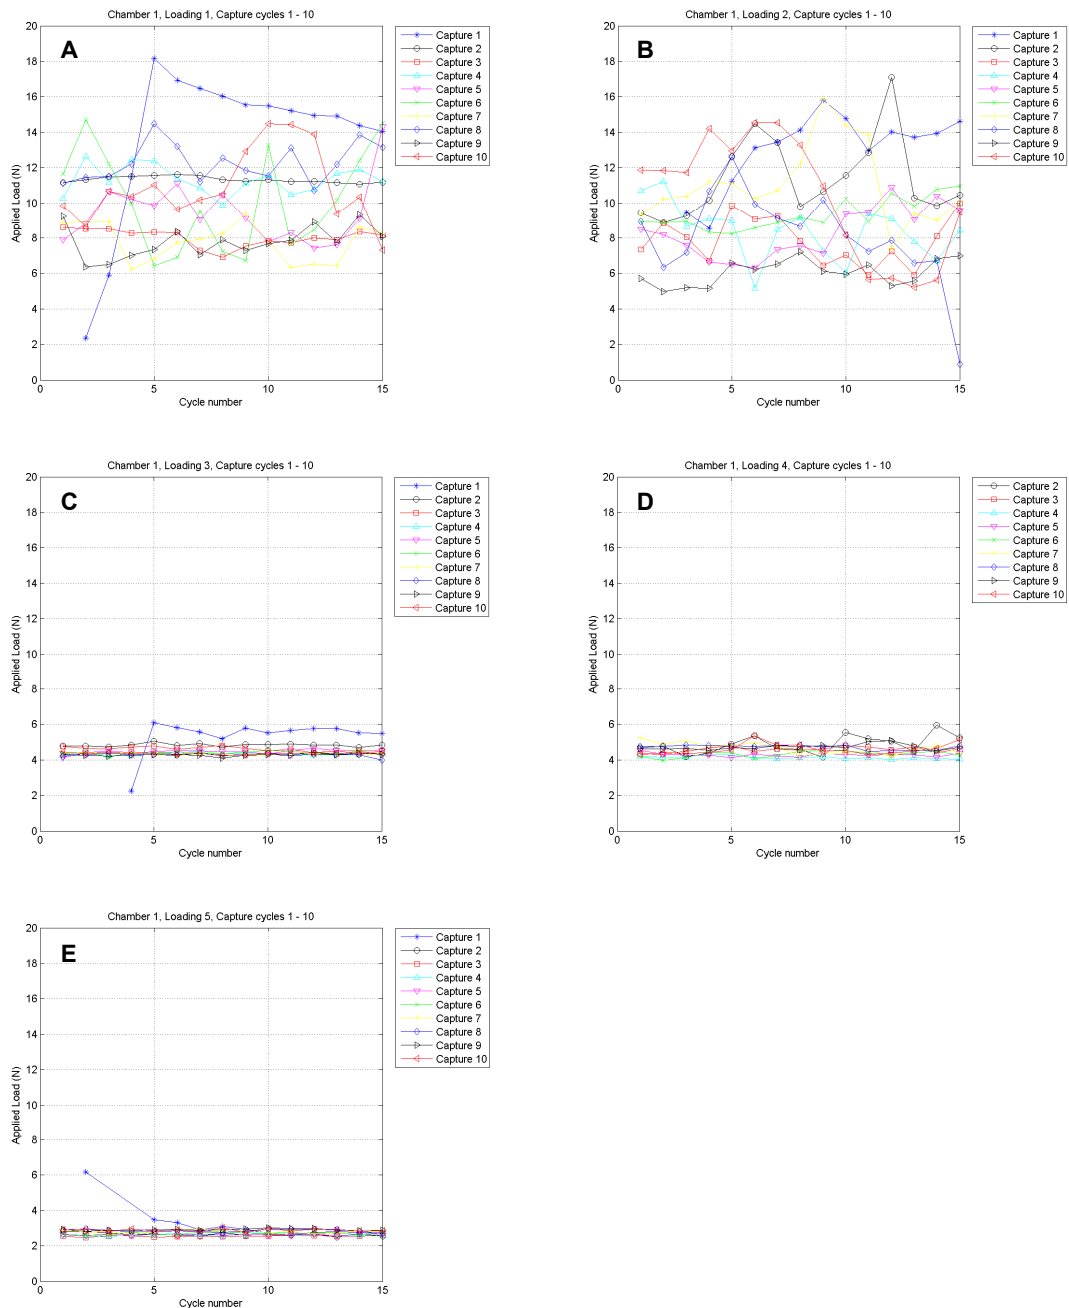 Chamber 1, Loading 1, Capture cycles 1 - 10
A
20
18
16
14
12
10
8
6
4
2
0
Applied Load (N)
0 5 10 15
Cycle number
Capture 1
Capture 2
Capture 3
Capture 4
Capture 5
Capture 6
Capture 7
Capture 8
Capture 9
Capture 10
Chamber 1, Loading 2, Capture cycles 1 - 10
B
20
18
16
14
12
10
8
6
4
2
0
Applied Load (N)
0 5 10 15
Cycle number
Capture 1
Capture 2
Capture 3
Capture 4
Capture 5
Capture 6
Capture 7
Capture 8
Capture 9
Capture 10
Chamber 1, Loading 3, Capture cycles 1 - 10
C
20
18
16
14
12
10
8
6
4
2
0
Applied Load (N)
0 5 10 15
Cycle number
Capture 1
Capture 2
Capture 3
Capture 4
Capture 5
Capture 6
Capture 7
Capture 8
Capture 9
Capture 10
Chamber 1, Loading 4, Capture cycles 1 - 10
D
20
18
16
14
12
10
8
6
4
2
0
Applied Load (N)
0 5 10 15
Cycle number
Capture 2
Capture 3
Capture 4
Capture 5
Capture 6
Capture 7
Capture 8
Capture 9
Capture 10
Chamber 1, Loading 5, Capture cycles 1 - 10
E
20
18
16
14
12
10
8
6
4
2
0
Applied Load (N)
0 5 10 15
Cycle number
Capture 1
Capture 2
Capture 3
Capture 4
Capture 5
Capture 6
Capture 7
Capture 8
Capture 9
Capture 10